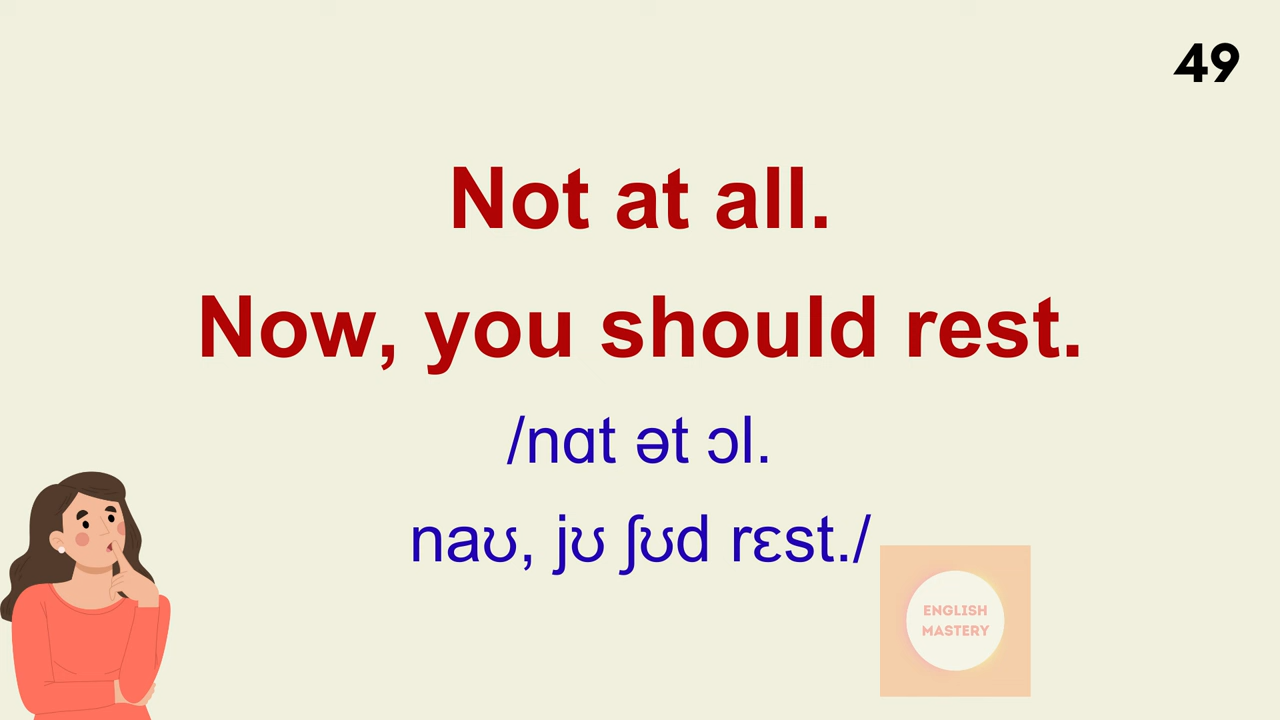 49
Not at all.
Now, you should rest.
/nɑt ət ɔl.
naʊ, jʊ ʃʊd rɛst./
ENGLISH
MASTERY